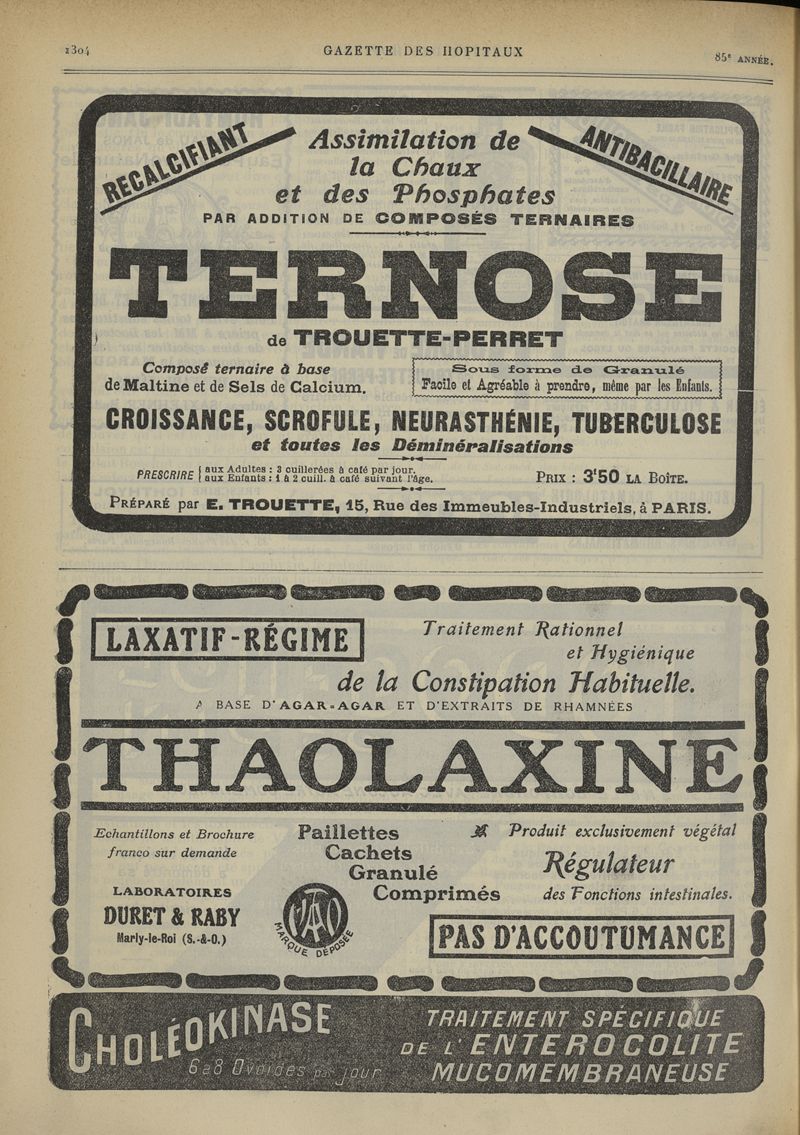 1304
GAZETTE DES HOPITAUX
85e ANNÉE.
RECALCIFIANT
Assimilation de
la Chaux
et des Phosphates
ANTIBACILLAIRE
PAR ADDITION DE COMPOSÉS TERNAIRES
TERNOSE
de TROUETTE-PERRET
Composé ternaire à base
de Maltine et de Sels de Calcium.
Sous forme de Granulé
Facile et Agréable à prendre, même par les Enfants.
CROISSANCE, SCROFULE, NEURASTHÉNIE, TUBERCULOSE
et toutes les Déminéralisations
PRESCRIRE
aux Adultes : 3 cuillerées à café par jour.
aux Enfants : 1 à 2 cuill. à café suivant l'âge.
PRIX : 3f50 LA BOÎTE.
PRÉPARÉ par E. TROUETTE, 15, Rue des Immeubles-Industriels, à PARIS.
LAXATIF-RÉGIME
Traitement Rationnel
et Hygiénique
de la Constipation Habituelle.
A BASE D'AGAR-AGAR ET D'EXTRAITS DE RHAMNÉES
THAOLAXINE
Echantillons et Brochure
franco sur demande
LABORATOIRES
DURET & RABY
Marly-le-Roi (S.-&-O.)
Paillettes
Cachets
Granulé
Comprimés
MARQUE DÉPOSÉE
Produit exclusivement végétal
Régulateur
des Fonctions intestinales.
PAS D'ACCOUTUMANCE
CHOLÉOKINASE
6 à 8 Ovoïdes par jour
TRAITEMENT SPÉCIFIQUE
DE L'ENTEROCOLITE
MUCOMEMBRANEUSE